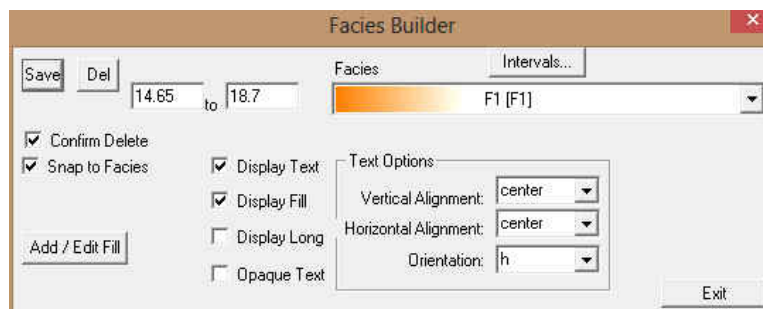 Facies Builder
x
Save Del
14.65 to 18.7
Facies
Intervals...
F1 [F1]
Confirm Delete
Snap to Facies
Add / Edit Fill
Display Text
Display Fill
Display Long
Opaque Text
Text Options
Vertical Alignment: center
Horizontal Alignment: center
Orientation: h
Exit